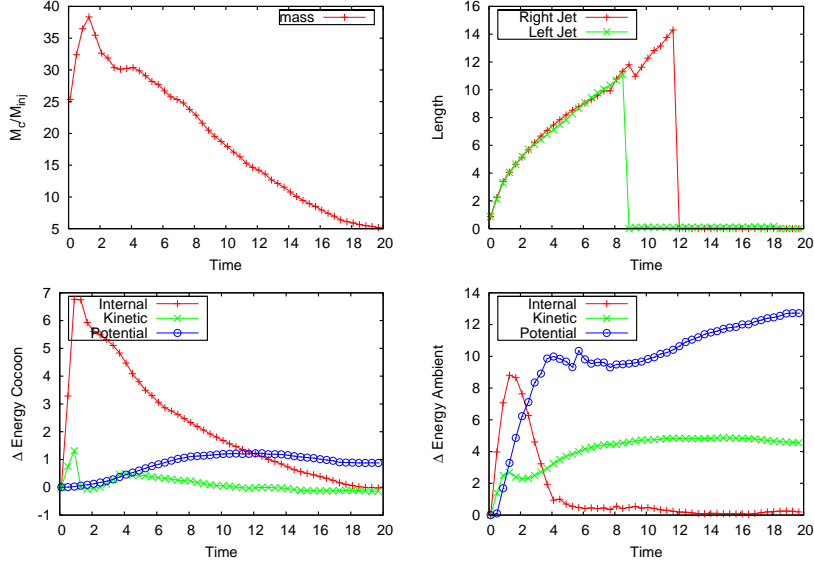 M_c/M_inj
mass
40
35
30
25
20
15
10
5
0 2 4 6 8 10 12 14 16 18 20
Time
Length
Right Jet
Left Jet
16
14
12
10
8
6
4
2
0
0 2 4 6 8 10 12 14 16 18 20
Time
Δ Energy Cocoon
Internal
Kinetic
Potential
7
6
5
4
3
2
1
0
-1
0 2 4 6 8 10 12 14 16 18 20
Time
Δ Energy Ambient
Internal
Kinetic
Potential
14
12
10
8
6
4
2
0
0 2 4 6 8 10 12 14 16 18 20
Time